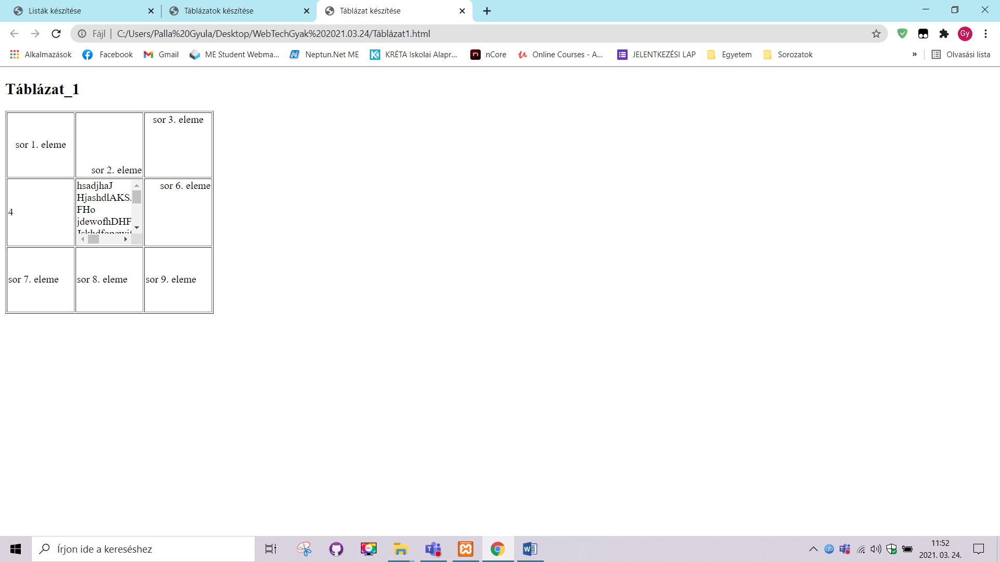 Listák készítése
Táblázatok készítése
Táblázat készítése
Fájl | C:/Users/Palla%20Gyula/Desktop/WebTechGyak%202021.03.24/Táblázat1.html
Gy
Alkalmazások Facebook Gmail ME Student Webma... Neptun.Net ME KRÉTA Iskolai Alapr... nCore Online Courses - A... JELENTKEZÉSI LAP Egyetem Sorozatok » Olvasási lista
Táblázat_1
sor 1. eleme
sor 2. eleme
sor 3. eleme
4
hsadjhaJ
HjashdlAKS.
FHo
jdewofhDHF
sor 6. eleme
sor 7. eleme
sor 8. eleme
sor 9. eleme
Írjon ide a kereséshez
11:52
2021. 03. 24.